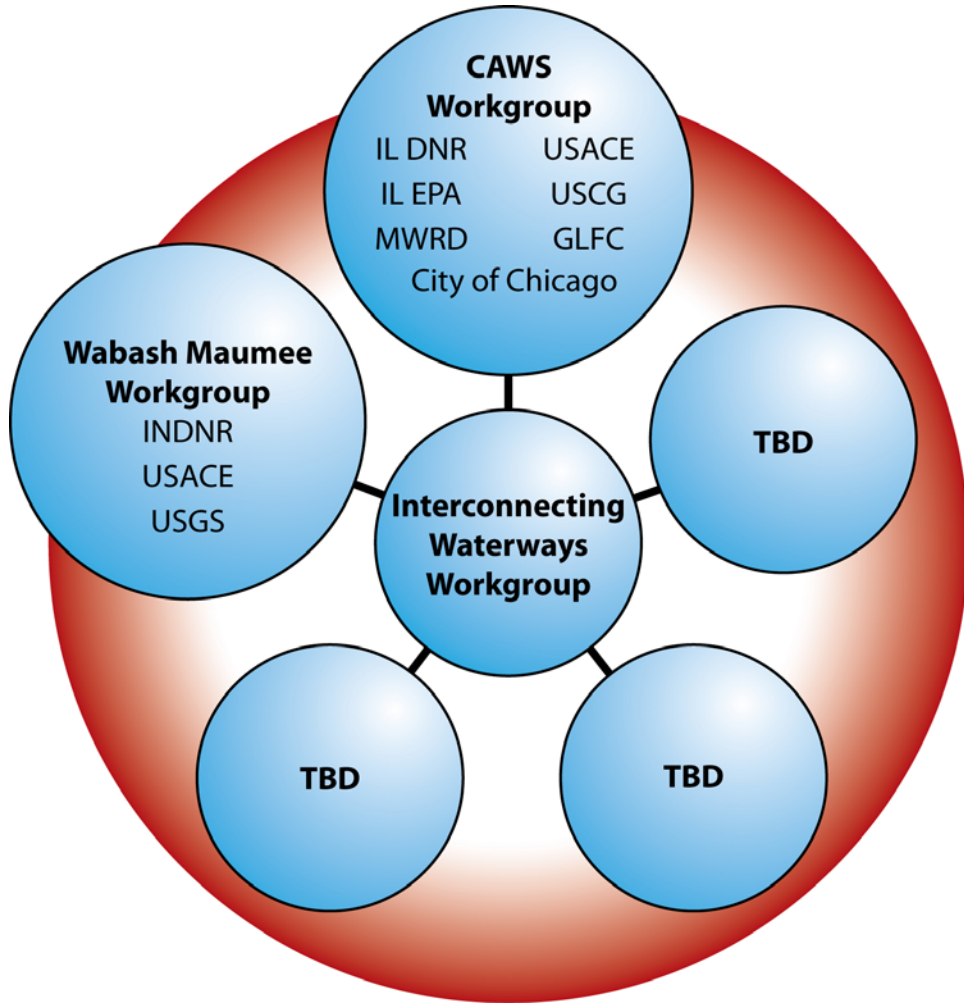 CAWS
Workgroup
IL DNR USACE
IL EPA USCG
MWRD GLFC
City of Chicago
Wabash Maumee
Workgroup
INDNR
USACE
USGS
TBD
Interconnecting
Waterways
Workgroup
TBD
TBD